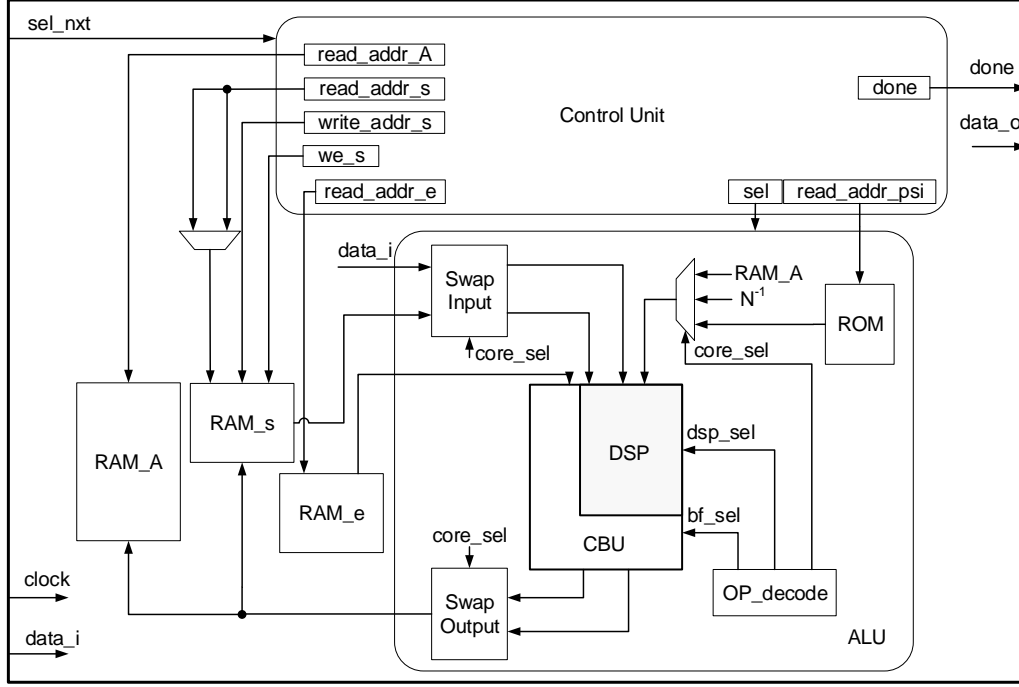 sel_nxt
read_addr_A
read_addr_s
write_addr_s
we_s
read_addr_e
Control Unit
done
done
data_o
sel
read_addr_psi
data_i
Swap
Input
core_sel
RAM_A
N⁻¹
core_sel
ROM
RAM_A
RAM_s
RAM_e
DSP
CBU
dsp_sel
bf_sel
OP_decode
core_sel
Swap
Output
ALU
clock
data_i